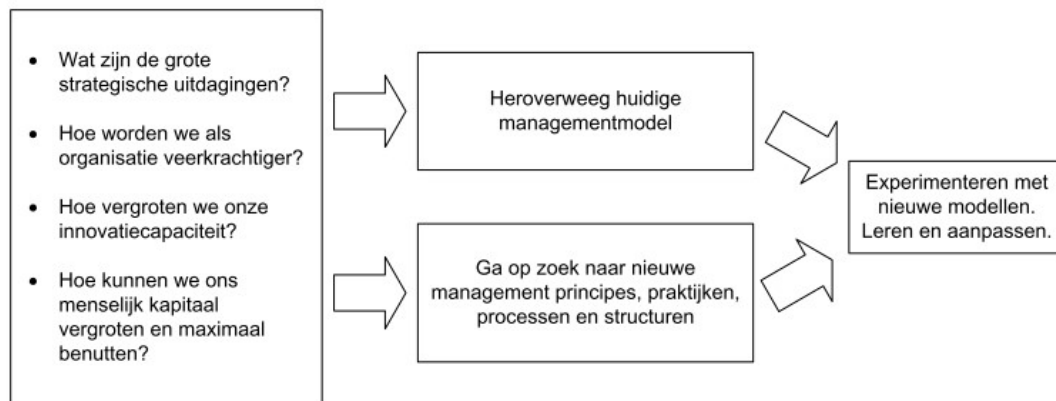 • Wat zijn de grote
strategische uitdagingen?
• Hoe worden we als
organisatie veerkrachtiger?
• Hoe vergroten we onze
innovatiecapaciteit?
• Hoe kunnen we ons
menselijk kapitaal
vergroten en maximaal
benutten?
Heroverweeg huidige
managementmodel
Ga op zoek naar nieuwe
management principes, praktijken,
processen en structuren
Experimenteren met
nieuwe modellen.
Leren en aanpassen.